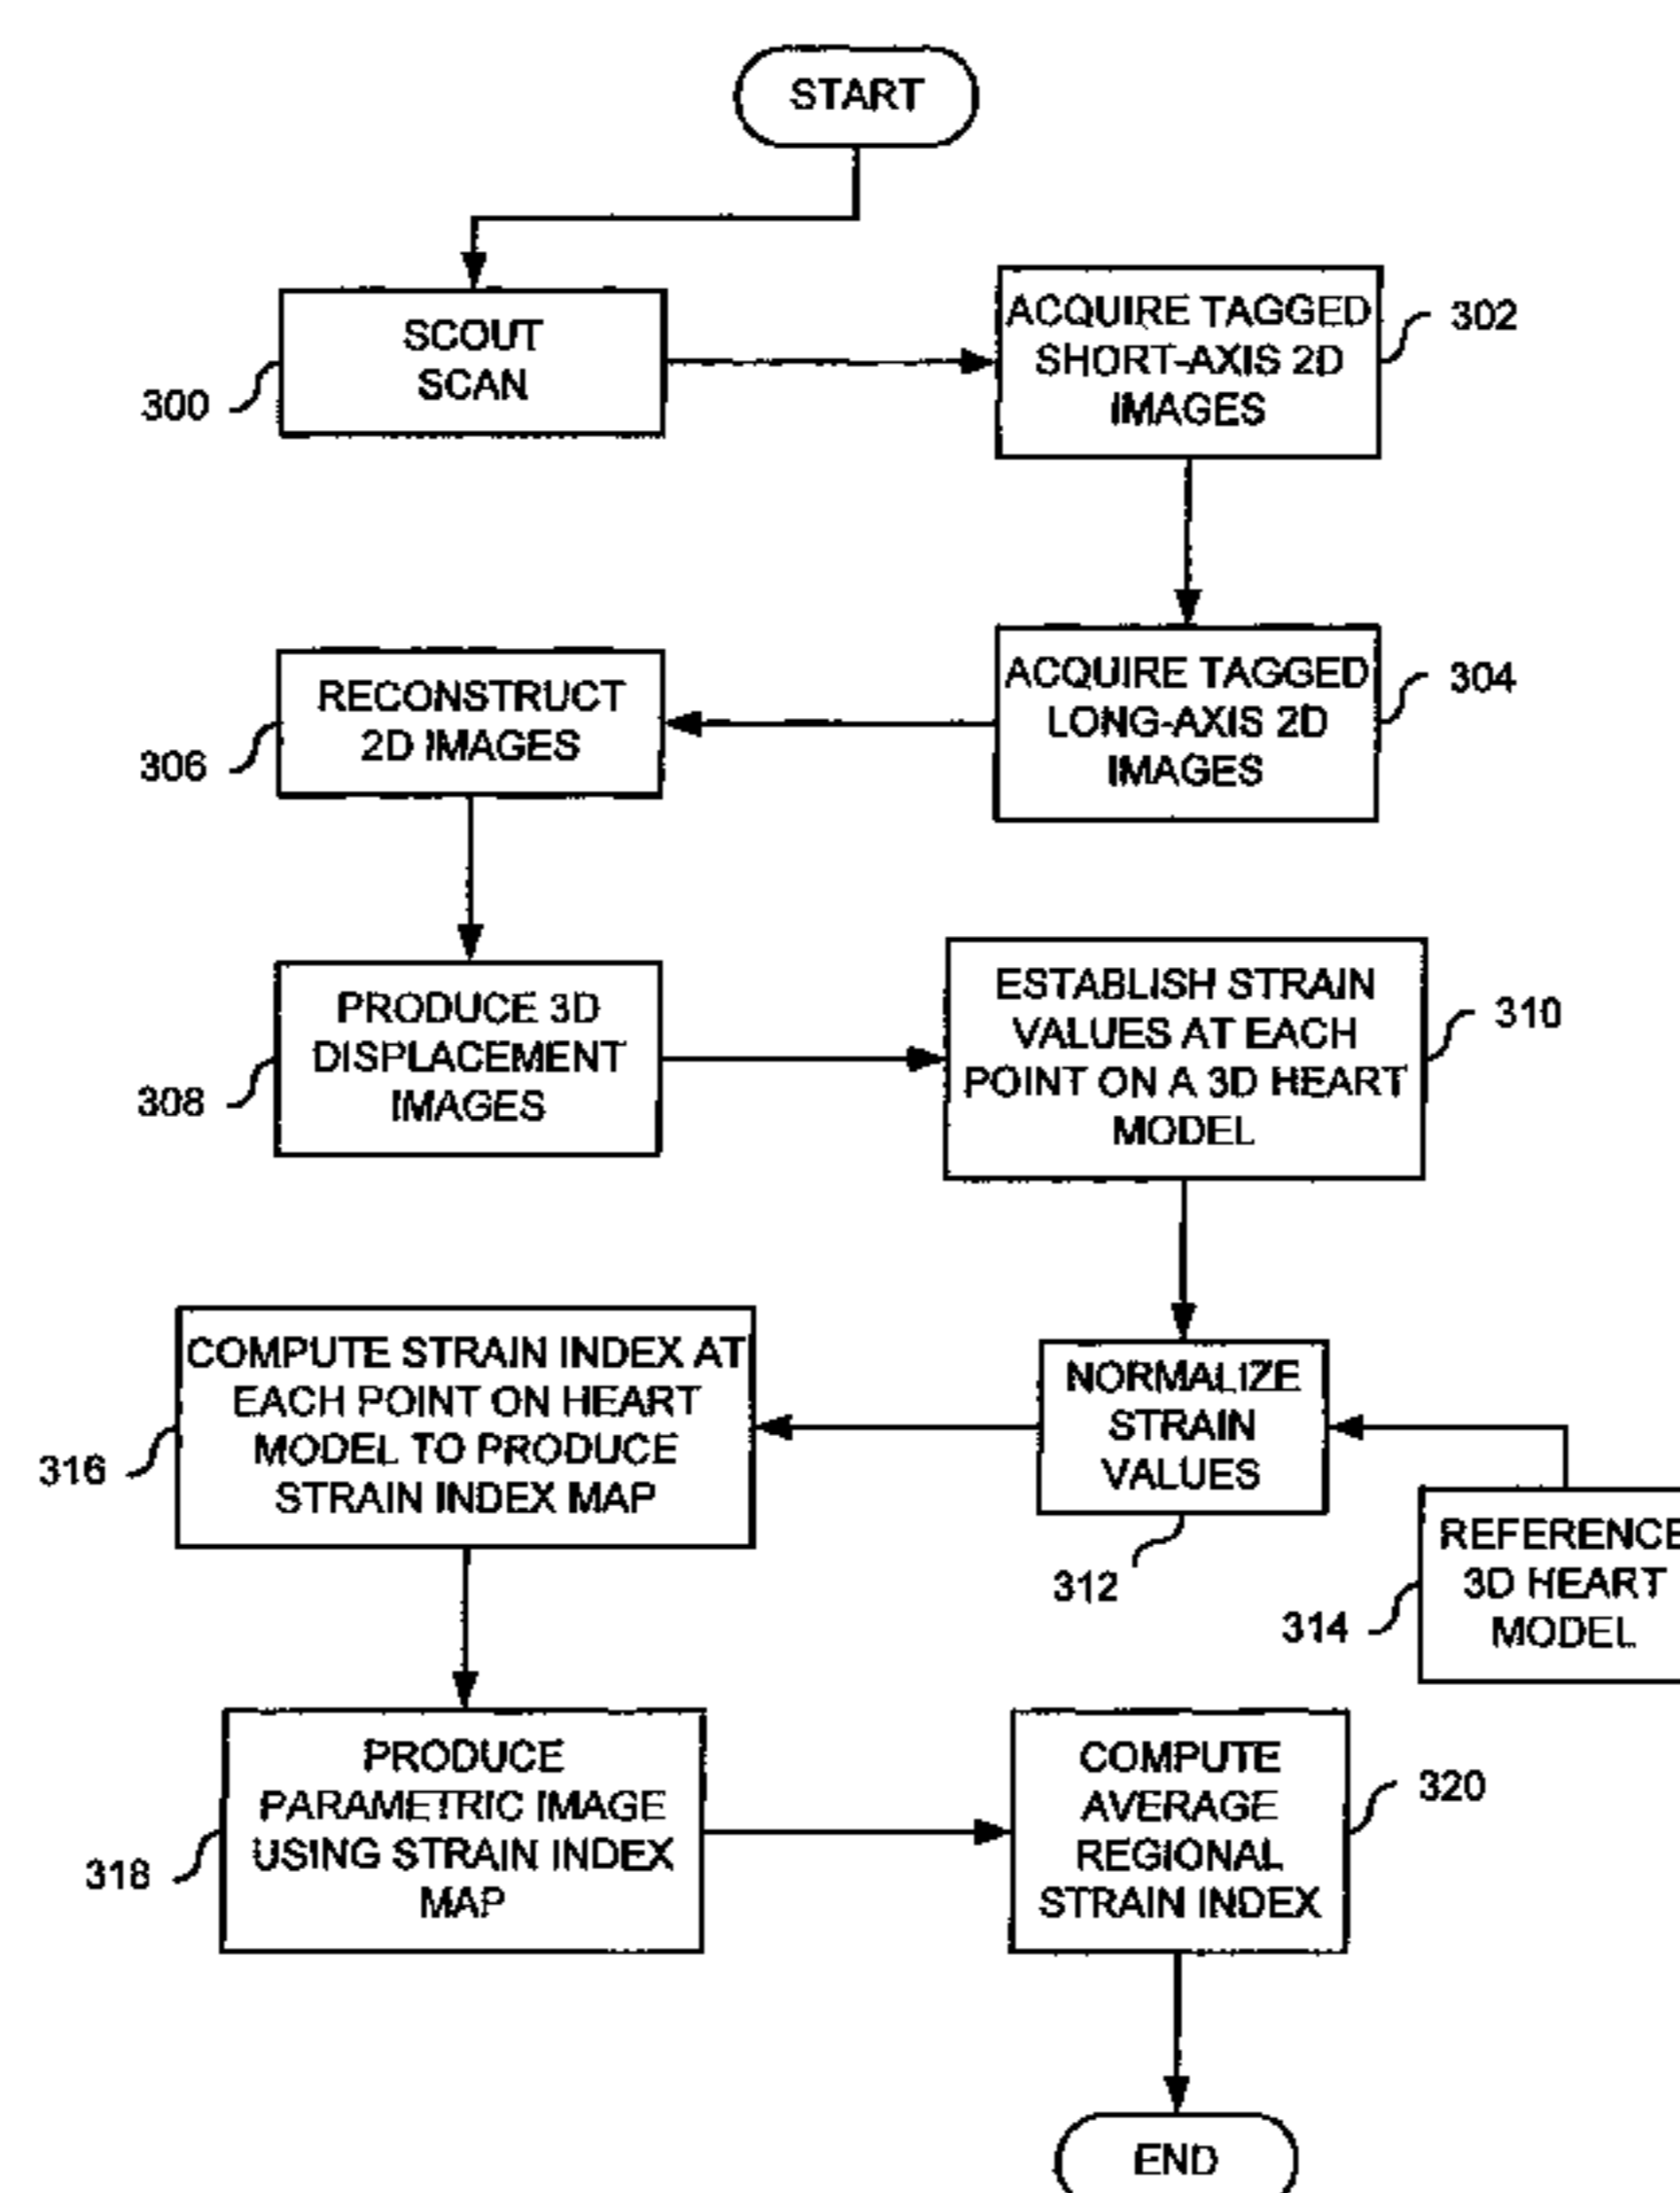 START
SCOUT
SCAN
300
ACQUIRE TAGGED
SHORT-AXIS 2D
IMAGES
302
ACQUIRE TAGGED
LONG-AXIS 2D
IMAGES
304
RECONSTRUCT
2D IMAGES
306
PRODUCE 3D
DISPLACEMENT
IMAGES
308
ESTABLISH STRAIN
VALUES AT EACH
POINT ON A 3D HEART
MODEL
310
NORMALIZE
STRAIN
VALUES
312
REFERENCE
3D HEART
MODEL
314
COMPUTE STRAIN INDEX AT
EACH POINT ON HEART
MODEL TO PRODUCE
STRAIN INDEX MAP
316
PRODUCE
PARAMETRIC IMAGE
USING STRAIN INDEX
MAP
318
COMPUTE
AVERAGE
REGIONAL
STRAIN INDEX
320
END